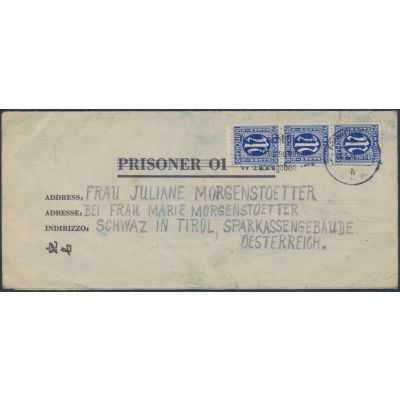 PRISONER OF
ADDRESS: FRAU JULIANE MORGENSTOETTER
ADRESSE: BEI FRAU MARIE MORGENSTOETTER
INDIRIZZO: SCHWAZ IN TIROL, SPARKASSENGEBÄUDE
OESTERREICH.